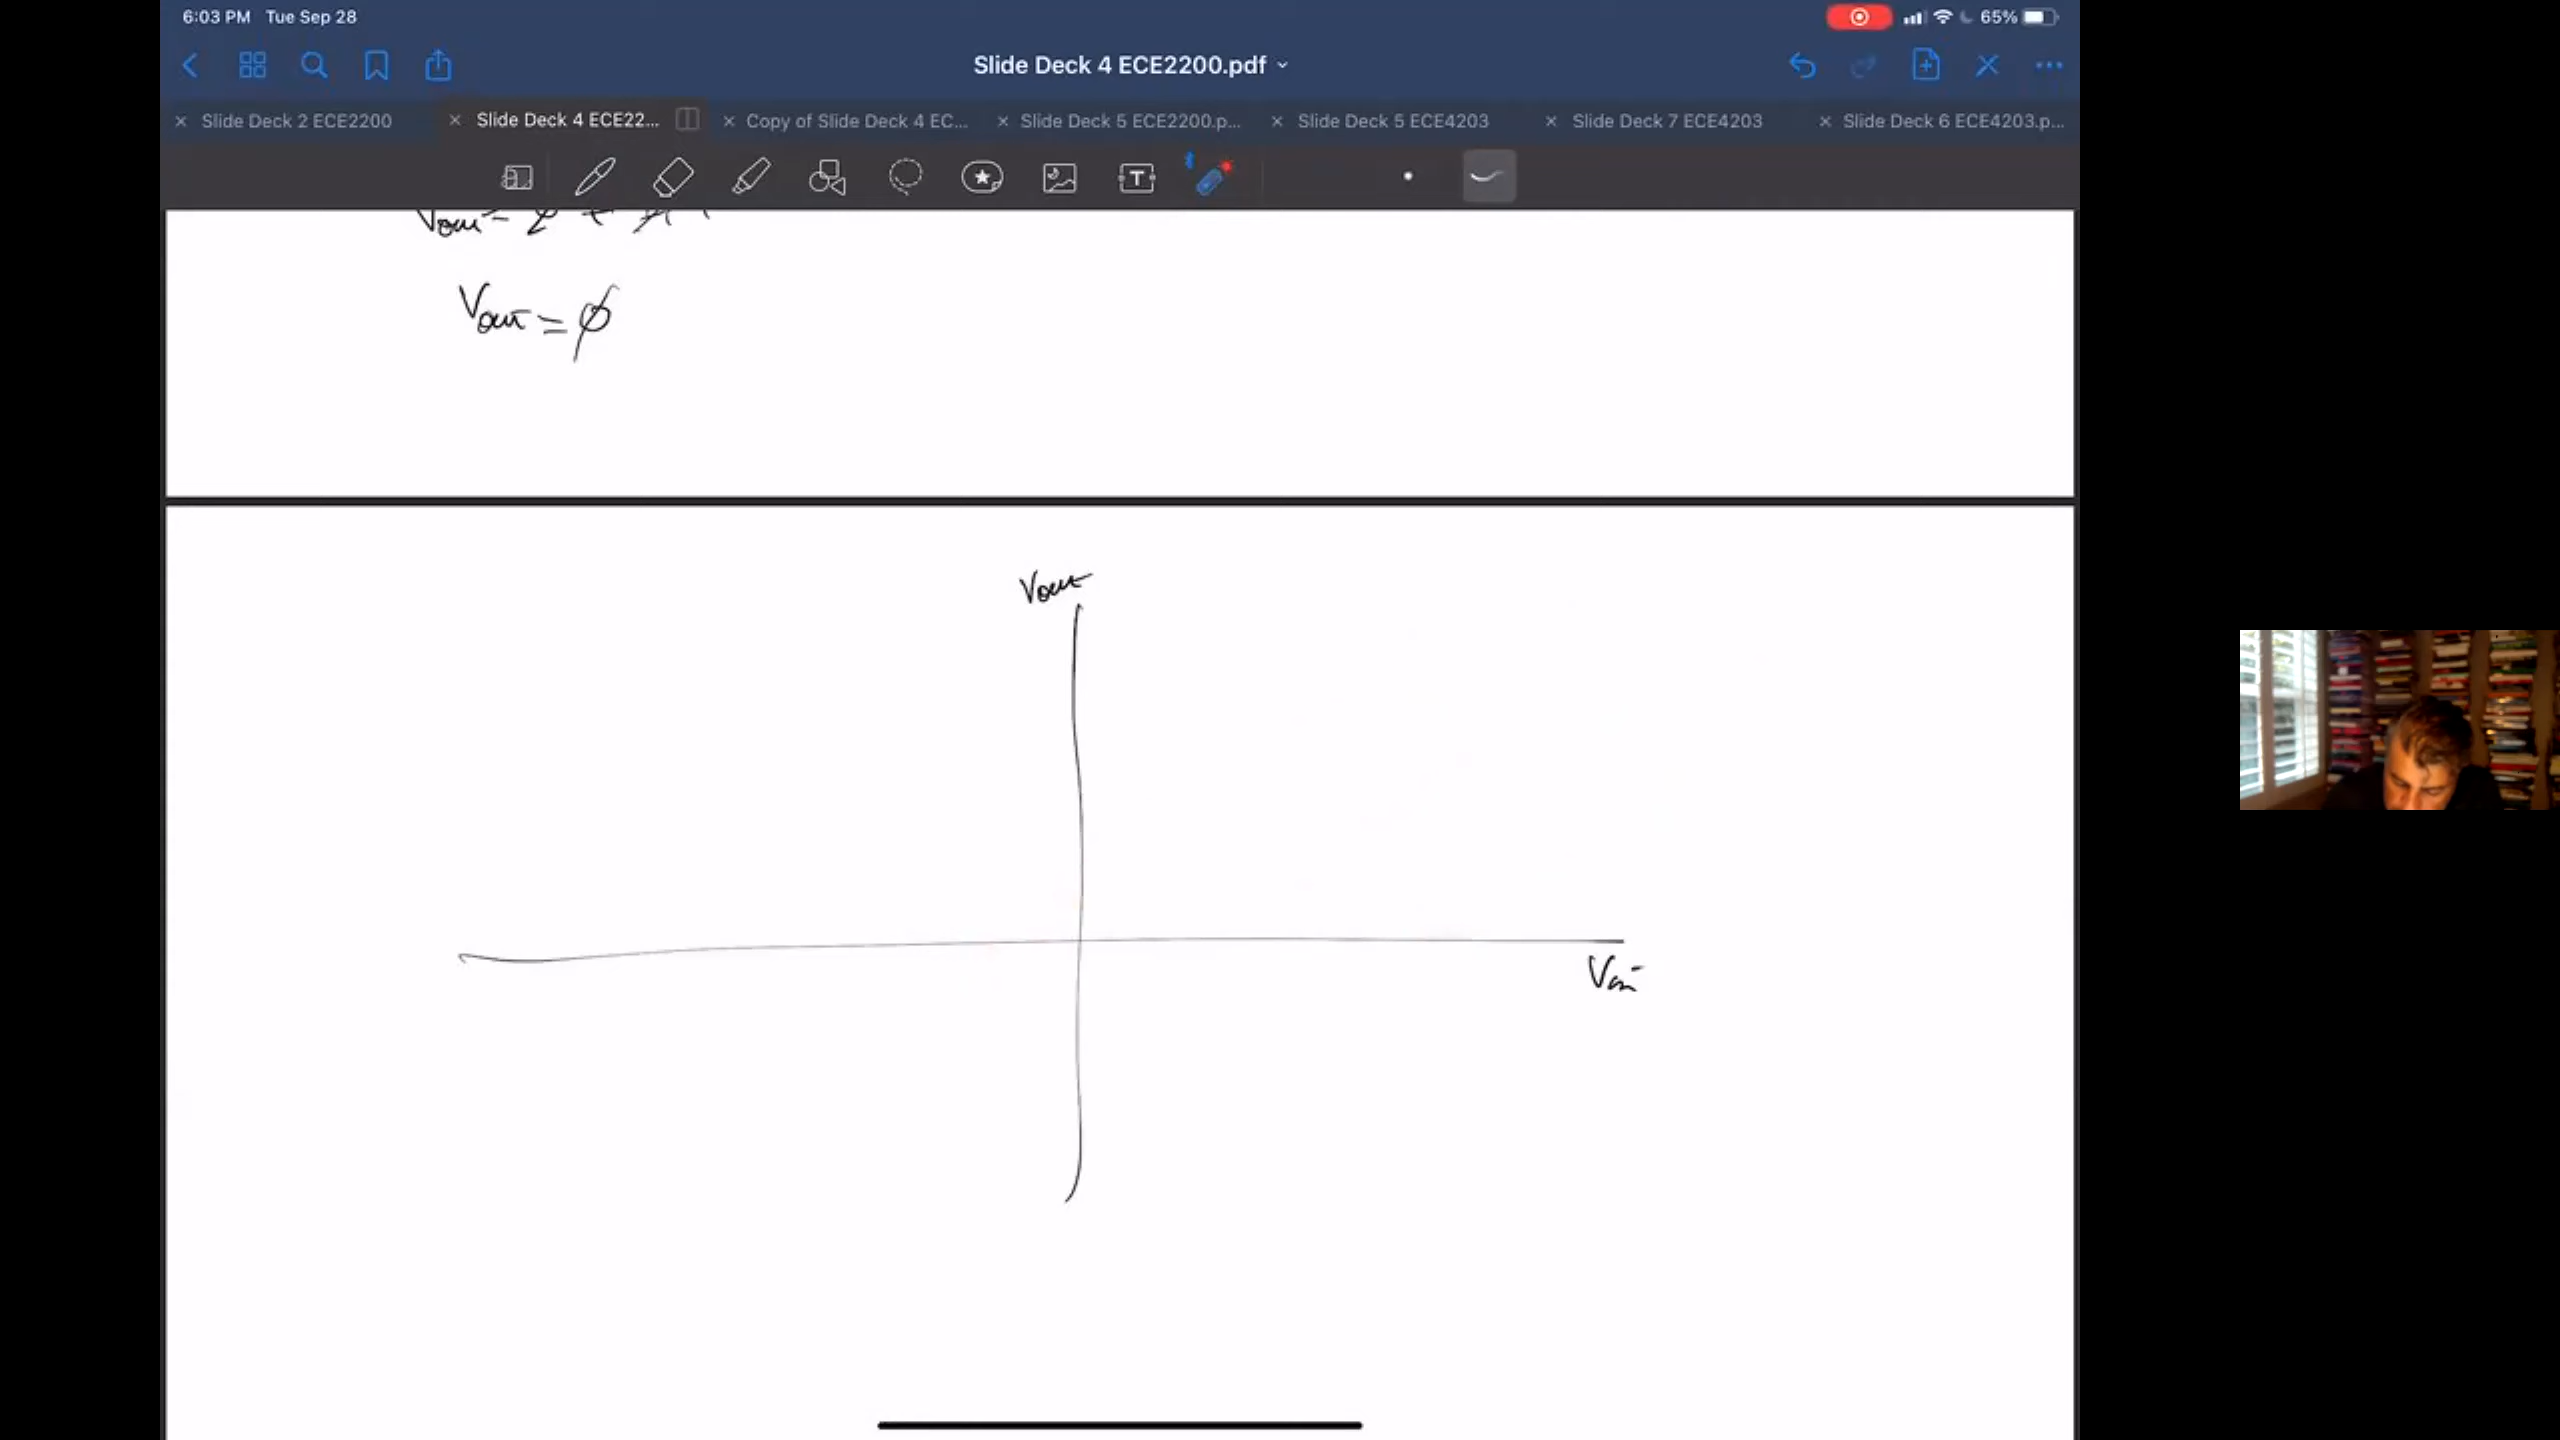 6:03 PM Tue Sep 28
65%
Slide Deck 4 ECE2200.pdf
Slide Deck 2 ECE2200
Slide Deck 4 ECE22...
Copy of Slide Deck 4 EC...
Slide Deck 5 ECE2200.p...
Slide Deck 5 ECE4203
Slide Deck 7 ECE4203
Slide Deck 6 ECE4203.p...
T
Vout =
Vout = ϕ
Vout
Vin